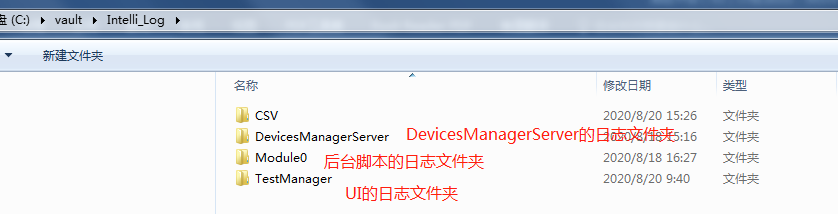 盘 (C:) ▸ vault ▸ Intelli_Log ▸
新建文件夹
名称 修改日期 类型
CSV 2020/8/20 15:26 文件夹
DevicesManagerServer DevicesManagerServer的日志文件夹 15:16 文件夹
Module0 后台脚本的日志文件夹 2020/8/18 16:27 文件夹
TestManager 2020/8/20 9:40 文件夹
UI的日志文件夹